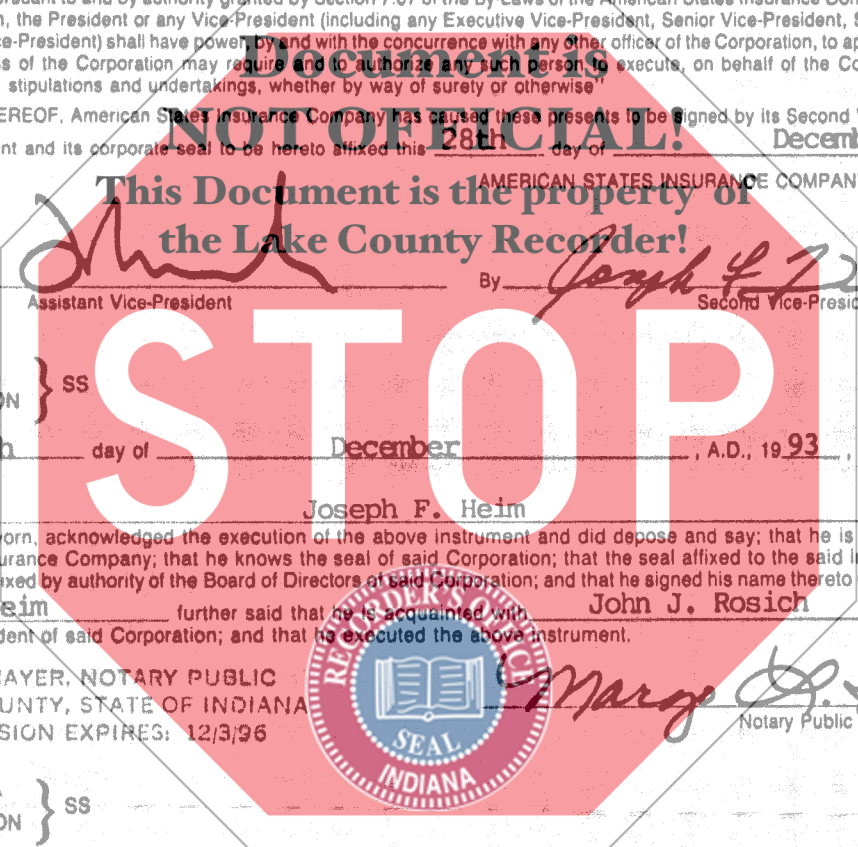 pursuant to and by authority granted by Section 7.07 of the By-Laws of the American States Insurance Com
n, the President or any Vice-President (including any Executive Vice-President, Senior Vice-President, S
ce-President) shall have power by and with the concurrence with any other officer of the Corporation, to ap
ss of the Corporation may require and to authorize any such person to execute, on behalf of the Co
stipulations and undertakings, whether by way of surety or otherwise"
Document is
EREOF, American States Insurance Company has caused these presents to be signed by its Second
NOT OFFICIAL!
nt and its corporate seal to be hereto affixed this 28th day of Decemb
AMERICAN STATES INSURANCE COMPAN
This Document is the property of
the Lake County Recorder!
By Joseph F.
Assistant Vice-President Second Vice-Presid
STOP
} SS
ON
h day of December , A.D., 19 93 ,
Joseph F. Heim
orn, acknowledged the execution of the above instrument and did depose and say; that he is
urance Company; that he knows the seal of said Corporation; that the seal affixed to the said i
ixed by authority of the Board of Directors of said Corporation; and that he signed his name thereto
eim further said that he is acquainted with John J. Rosich
dent of said Corporation; and that he executed the above instrument.
RECORDER'S
AYER, NOTARY PUBLIC
UNTY, STATE OF INDIANA
SION EXPIRES: 12/3/96
Margo
Notary Public
SEAL
INDIANA
} SS
ON